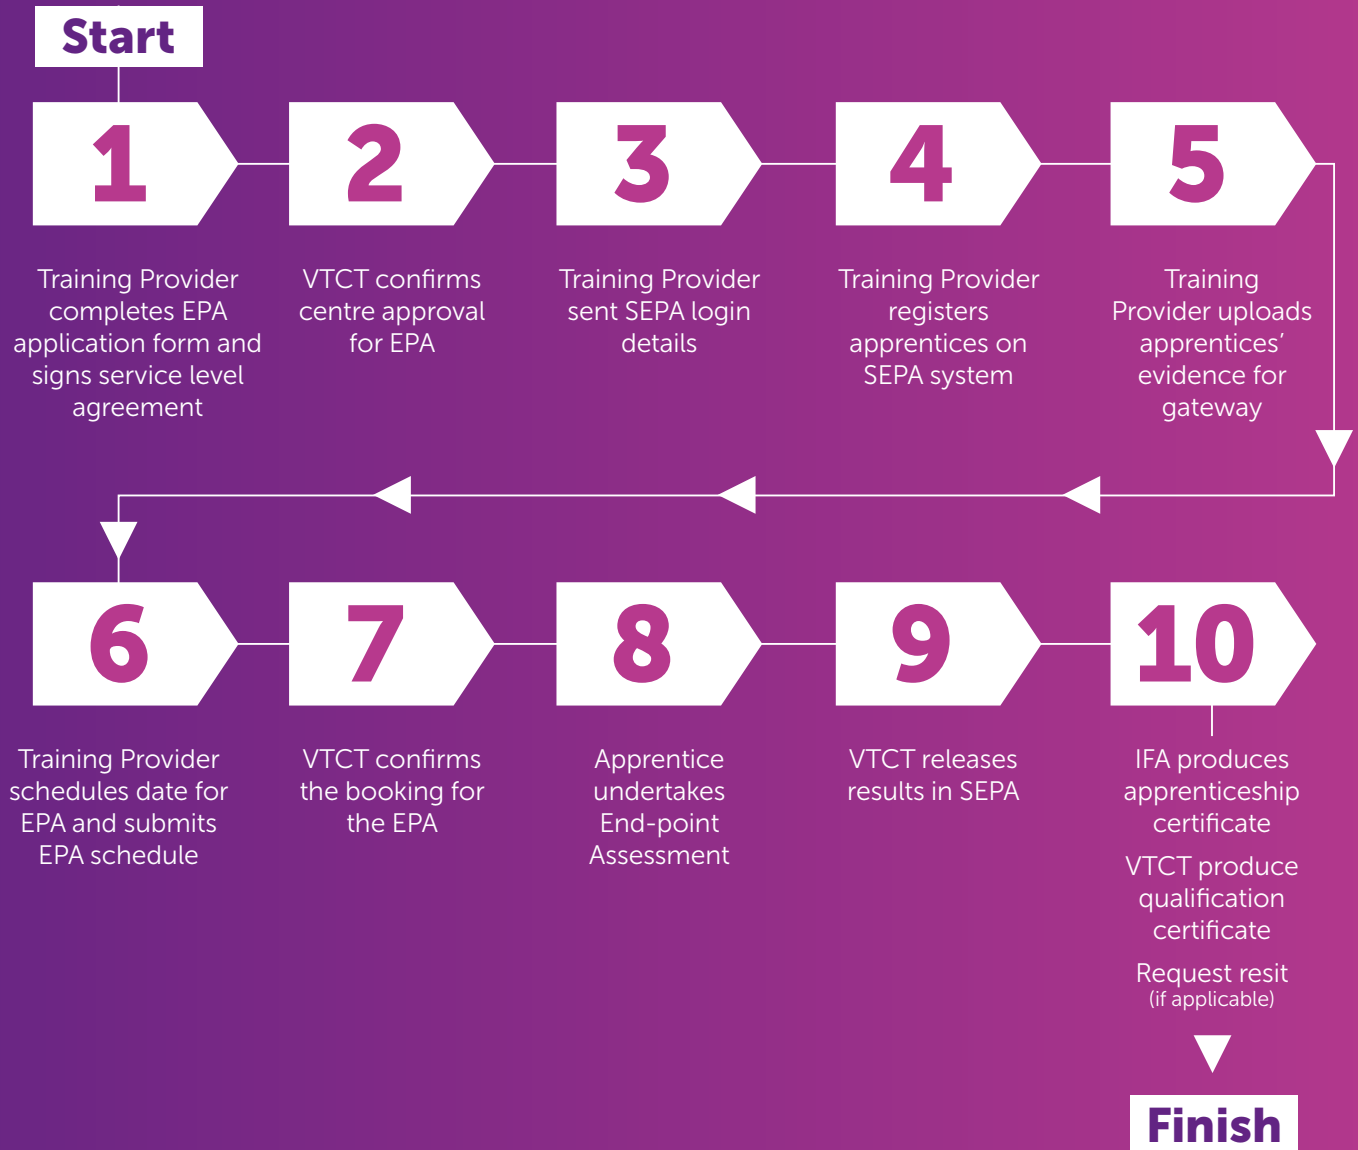 Start
1
Training Provider
completes EPA
application form and
signs service level
agreement
2
VTCT confirms
centre approval
for EPA
3
Training Provider
sent SEPA login
details
4
Training Provider
registers
apprentices on
SEPA system
5
Training
Provider uploads
apprentices’
evidence for
gateway
6
Training Provider
schedules date for
EPA and submits
EPA schedule
7
VTCT confirms
the booking for
the EPA
8
Apprentice
undertakes
End-point
Assessment
9
VTCT releases
results in SEPA
10
IFA produces
apprenticeship
certificate
VTCT produce
qualification
certificate
Request resit
(if applicable)
Finish